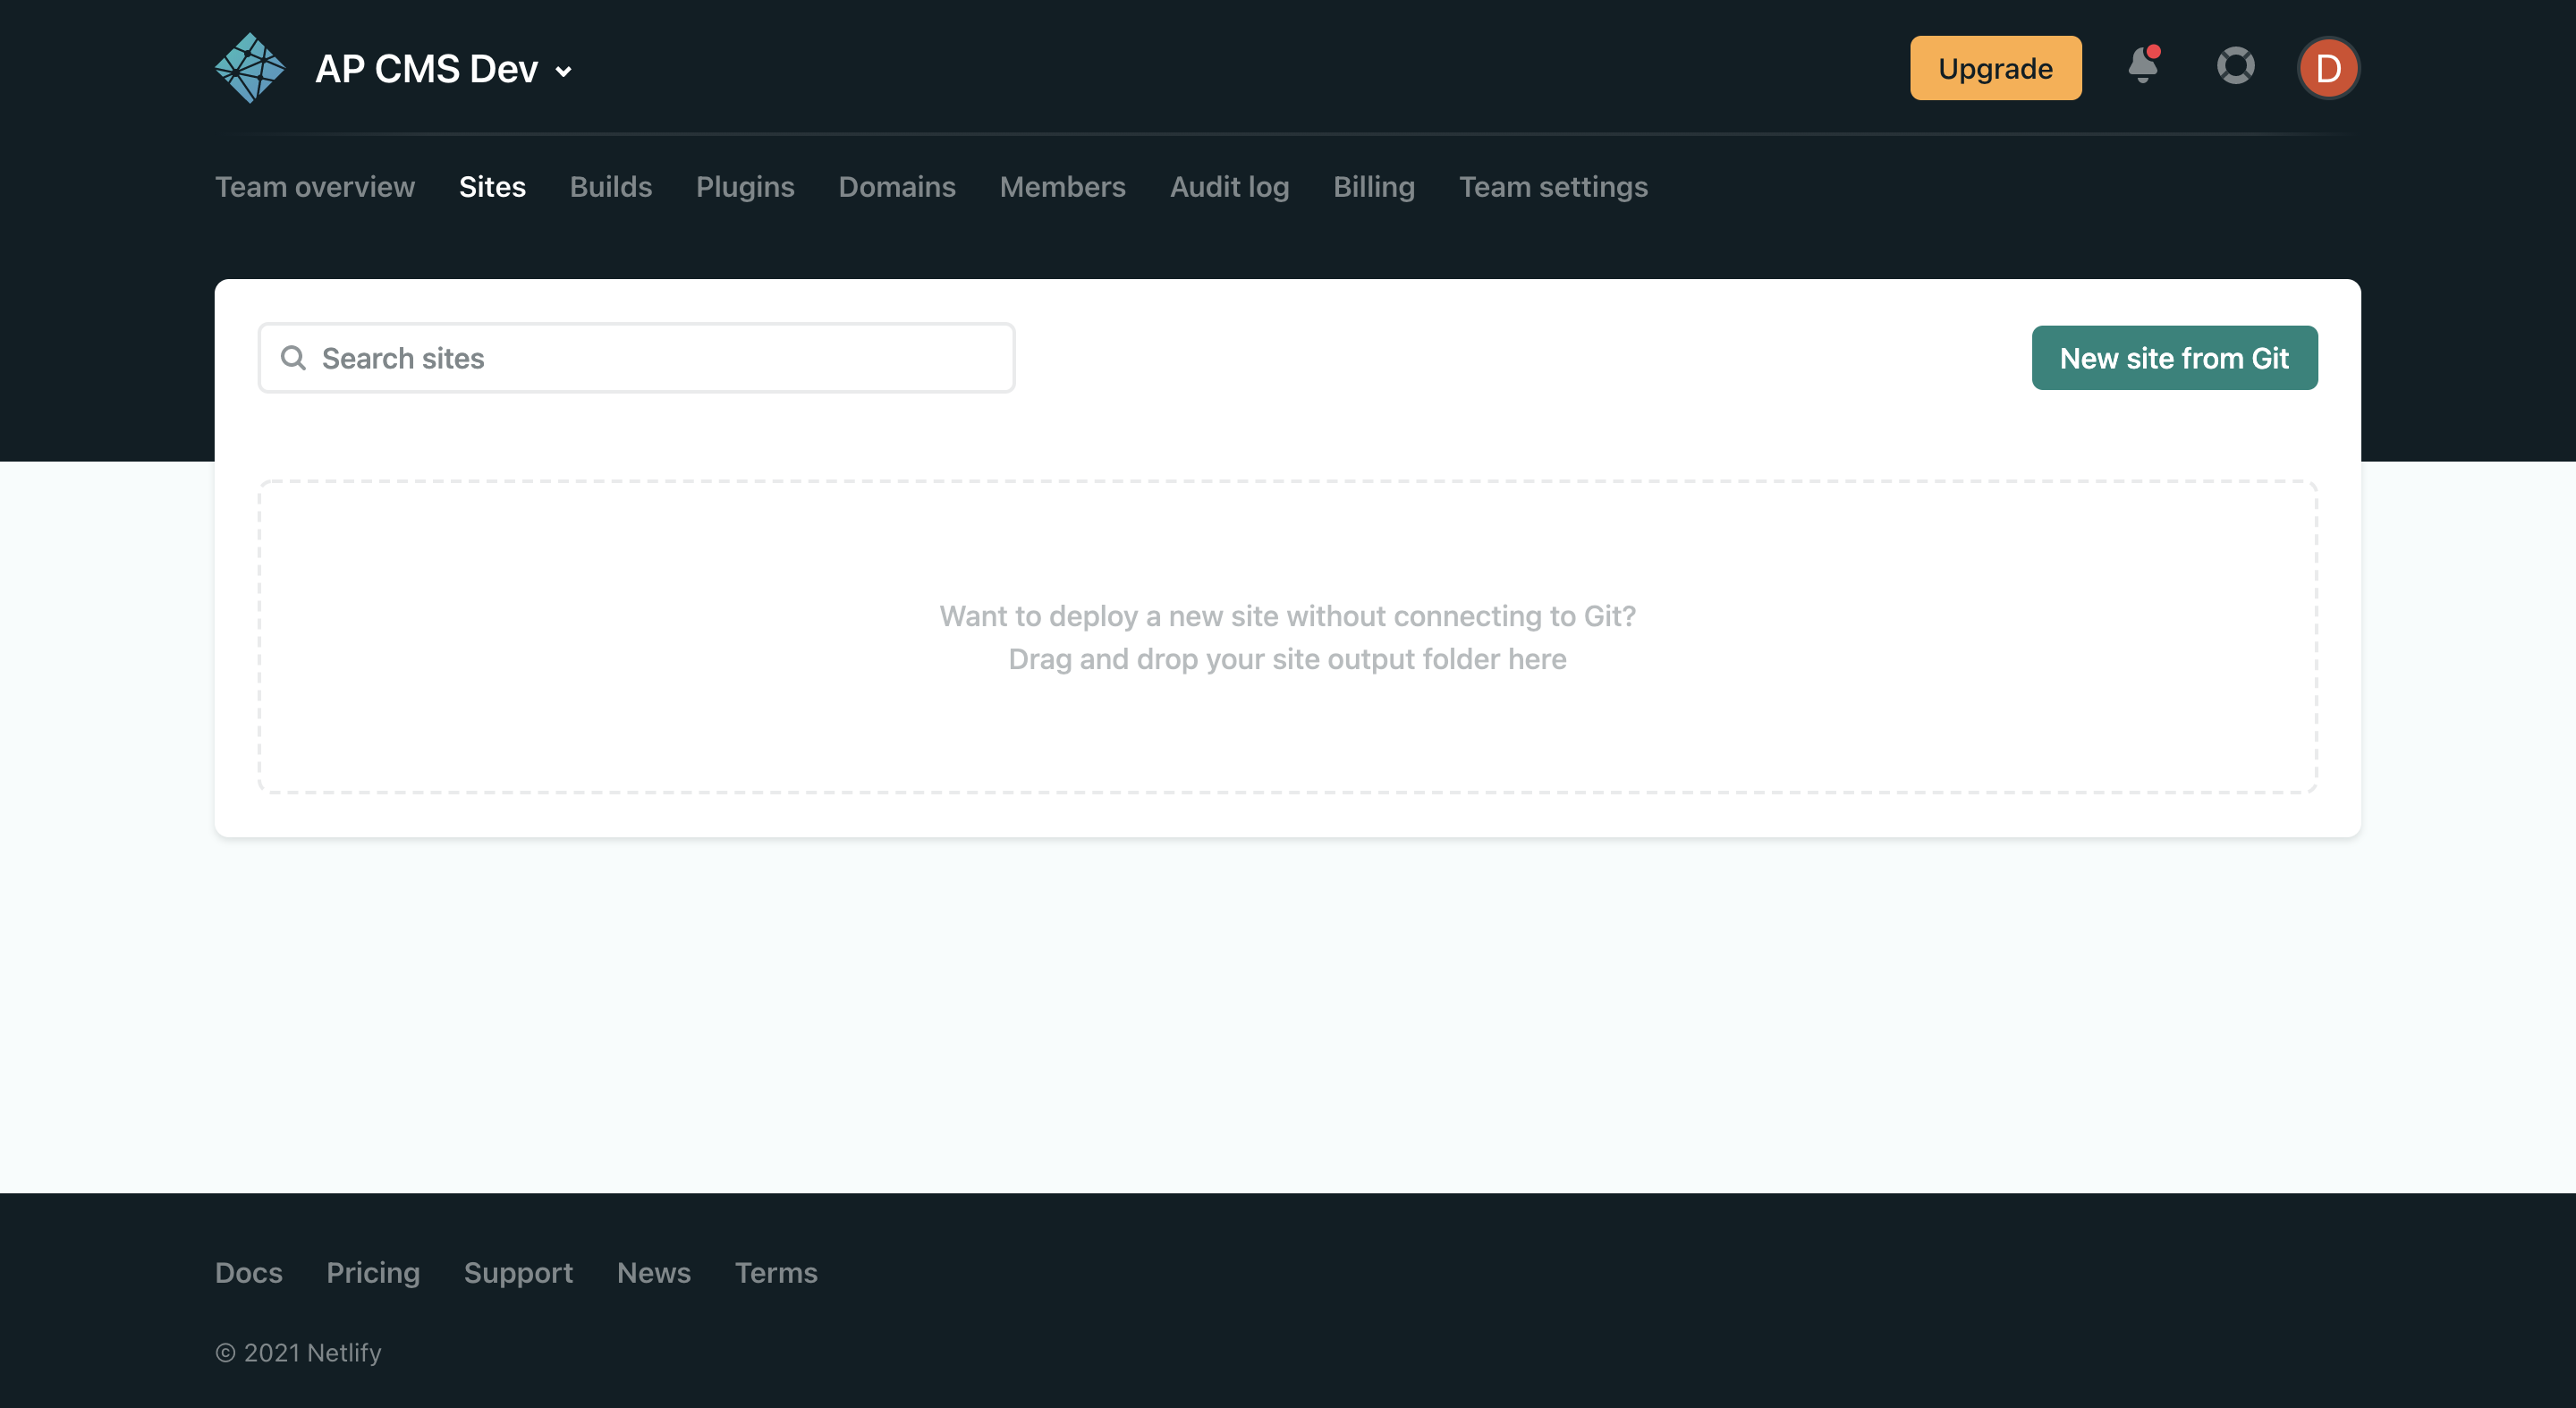 AP CMS Dev
Upgrade
D
Team overview Sites Builds Plugins Domains Members Audit log Billing Team settings
Search sites
New site from Git
Want to deploy a new site without connecting to Git?
Drag and drop your site output folder here
Docs Pricing Support News Terms
© 2021 Netlify